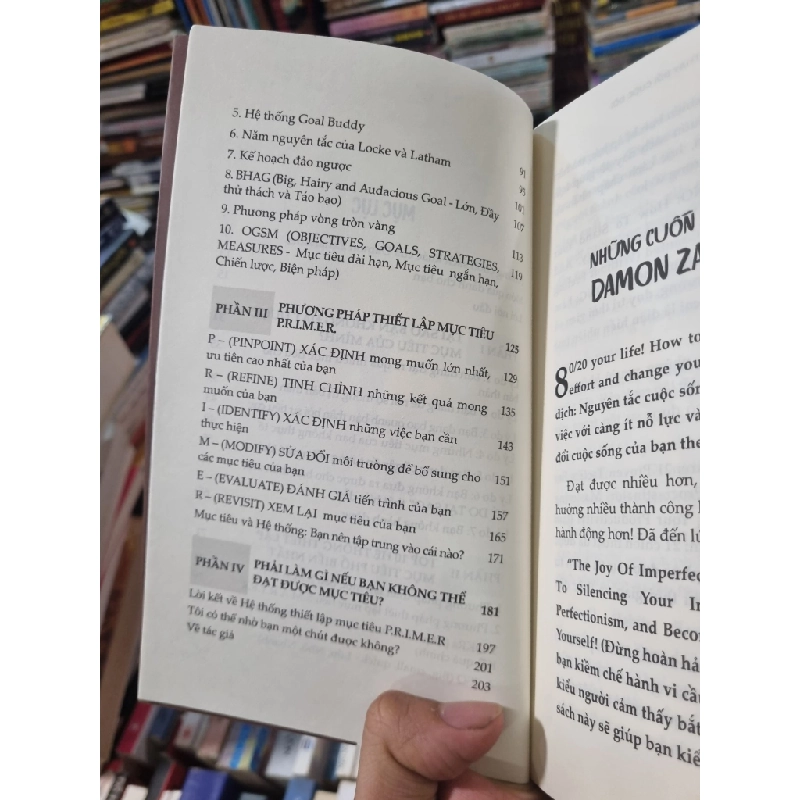 5. Hệ thống Goal Buddy
6. Năm nguyên tắc của Locke và Latham 91
7. Kế hoạch đảo ngược 95
8. BHAG (Big, Hairy and Audacious Goal - Lớn, Đầy 101
thử thách và Táo bạo) 107
9. Phương pháp vòng tròn vàng
10. OGSM (OBJECTIVES, GOALS, STRATEGIES, 113
MEASURES - Mục tiêu dài hạn, Mục tiêu ngắn hạn, 119
Chiến lược, Biện pháp)
PHẦN III PHƯƠNG PHÁP THIẾT LẬP MỤC TIÊU
P.R.I.M.E.R. 125
P – (PINPOINT) XÁC ĐỊNH mong muốn lớn nhất,
ưu tiên cao nhất của bạn 129
R – (REFINE) TINH CHỈNH những kết quả mong
muốn của bạn 135
I – (IDENTIFY) XÁC ĐỊNH những việc bạn cần
thực hiện 143
M – (MODIFY) SỬA ĐỔI môi trường để bổ sung cho
các mục tiêu của bạn 151
E – (EVALUATE) ĐÁNH GIÁ tiến trình của bạn 157
R – (REVISIT) XEM LẠI mục tiêu của bạn 165
Mục tiêu và Hệ thống: Bạn nên tập trung vào cái nào? 171
PHẦN IV PHẢI LÀM GÌ NẾU BẠN KHÔNG THỂ
ĐẠT ĐƯỢC MỤC TIÊU? 181
Lời kết về Hệ thống thiết lập mục tiêu P.R.I.M.E.R 197
Tôi có thể nhờ bạn một chút được không? 201
Về tác giả 203
NHỮNG CUỐN
DAMON ZA
80/20 your life! How to
effort and change you
dịch: Nguyên tắc cuộc sống
việc với càng ít nỗ lực và
đổi cuộc sống của bạn the
Đạt được nhiều hơn,
hưởng nhiều thành công
hành động hơn! Đã đến lú
"The Joy Of Imperfec
To Silencing Your In
Perfectionism, and Beco
Yourself! (Đừng hoàn hả
bạn kiềm chế hành vi cầ
kiểu người cảm thấy bắt
sách này sẽ giúp bạn kiể